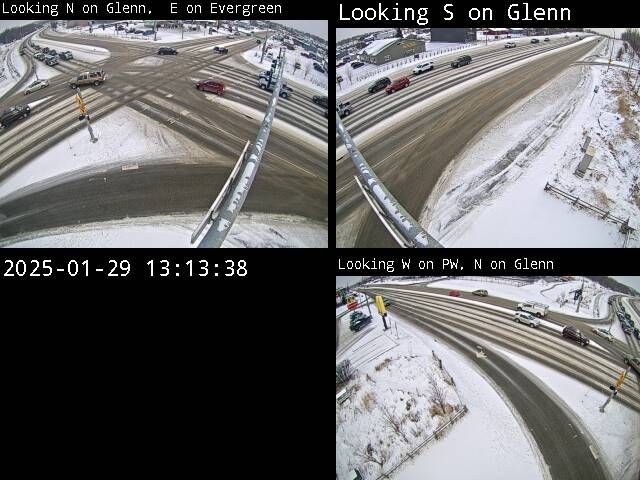 Looking N on Glenn,  E on Evergreen
Looking S on Glenn
2025-01-29 13:13:38
Looking W on PW, N on Glenn